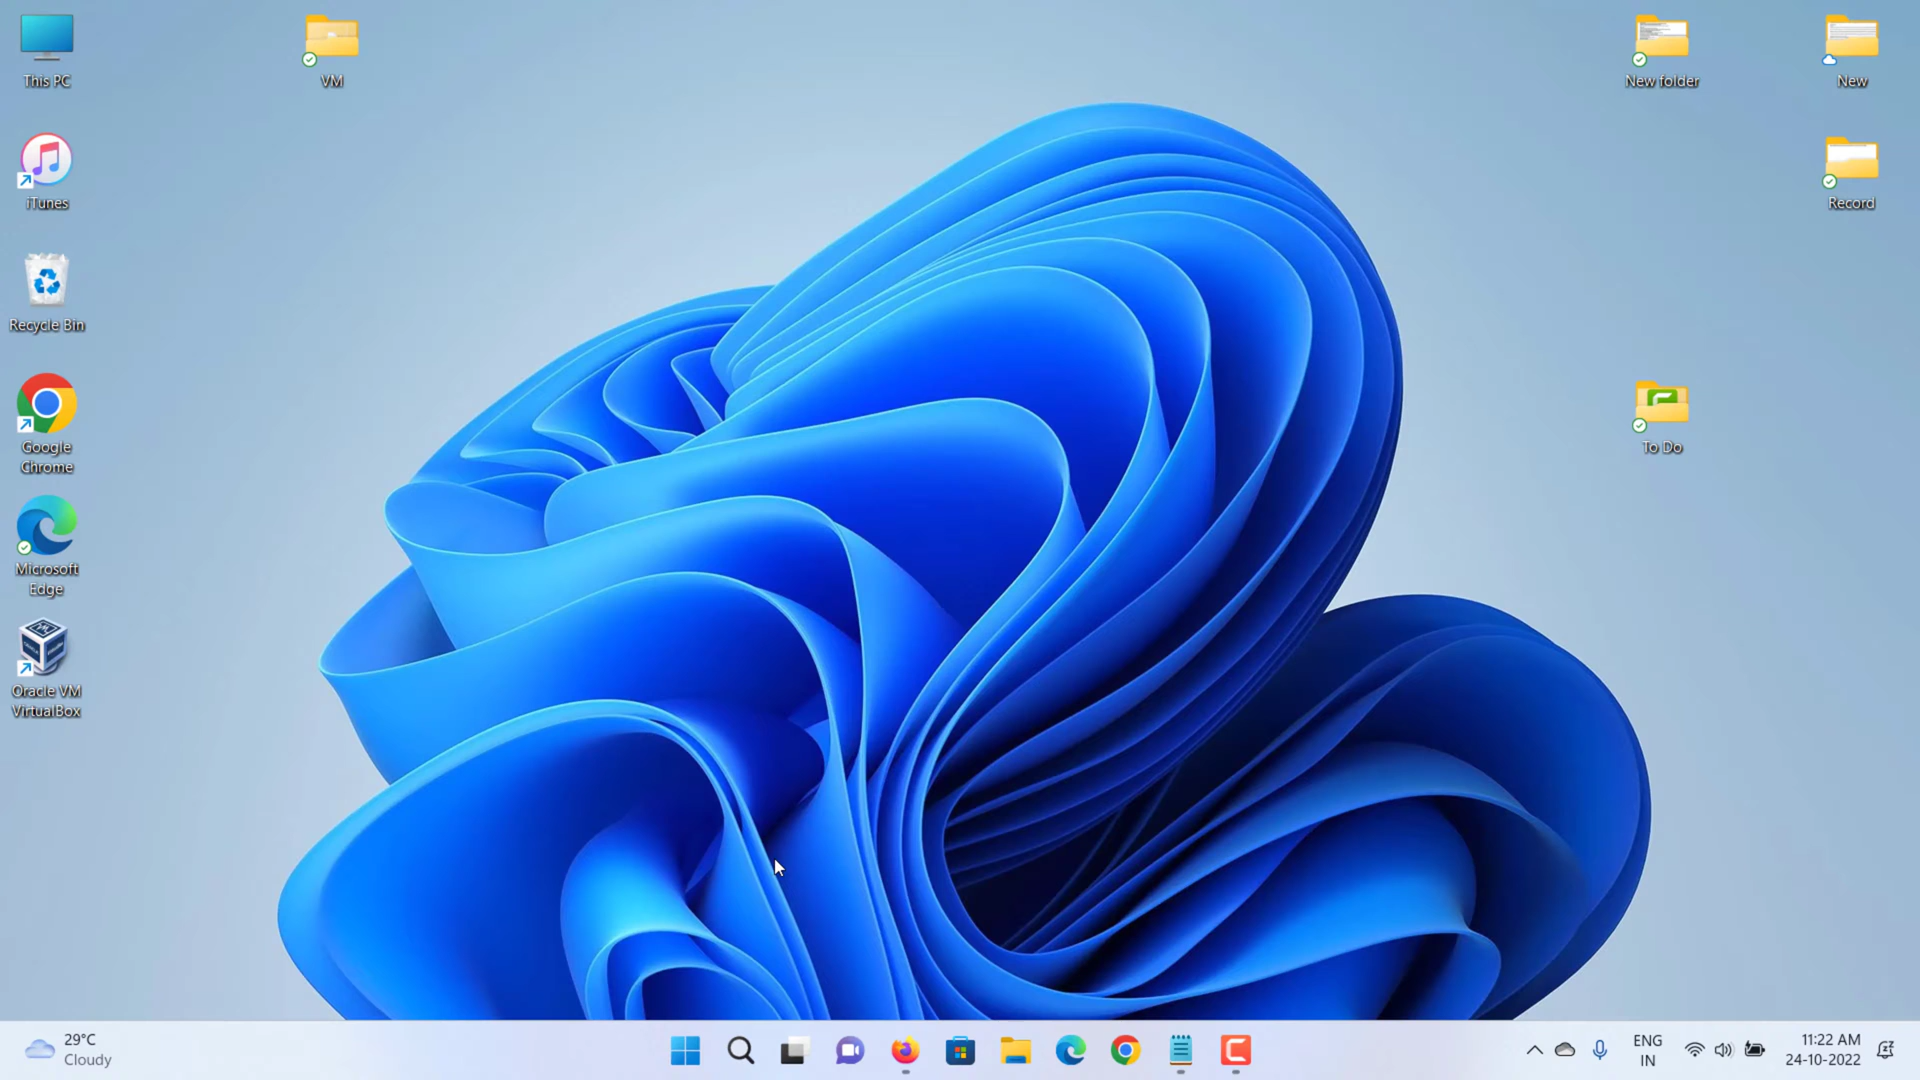 This PC
VM
New folder
New
iTunes
Record
Recycle Bin
Google
Chrome
To Do
Microsoft
Edge
Oracle VM
VirtualBox
29°C
Cloudy
ENG
IN
11:22 AM
24-10-2022